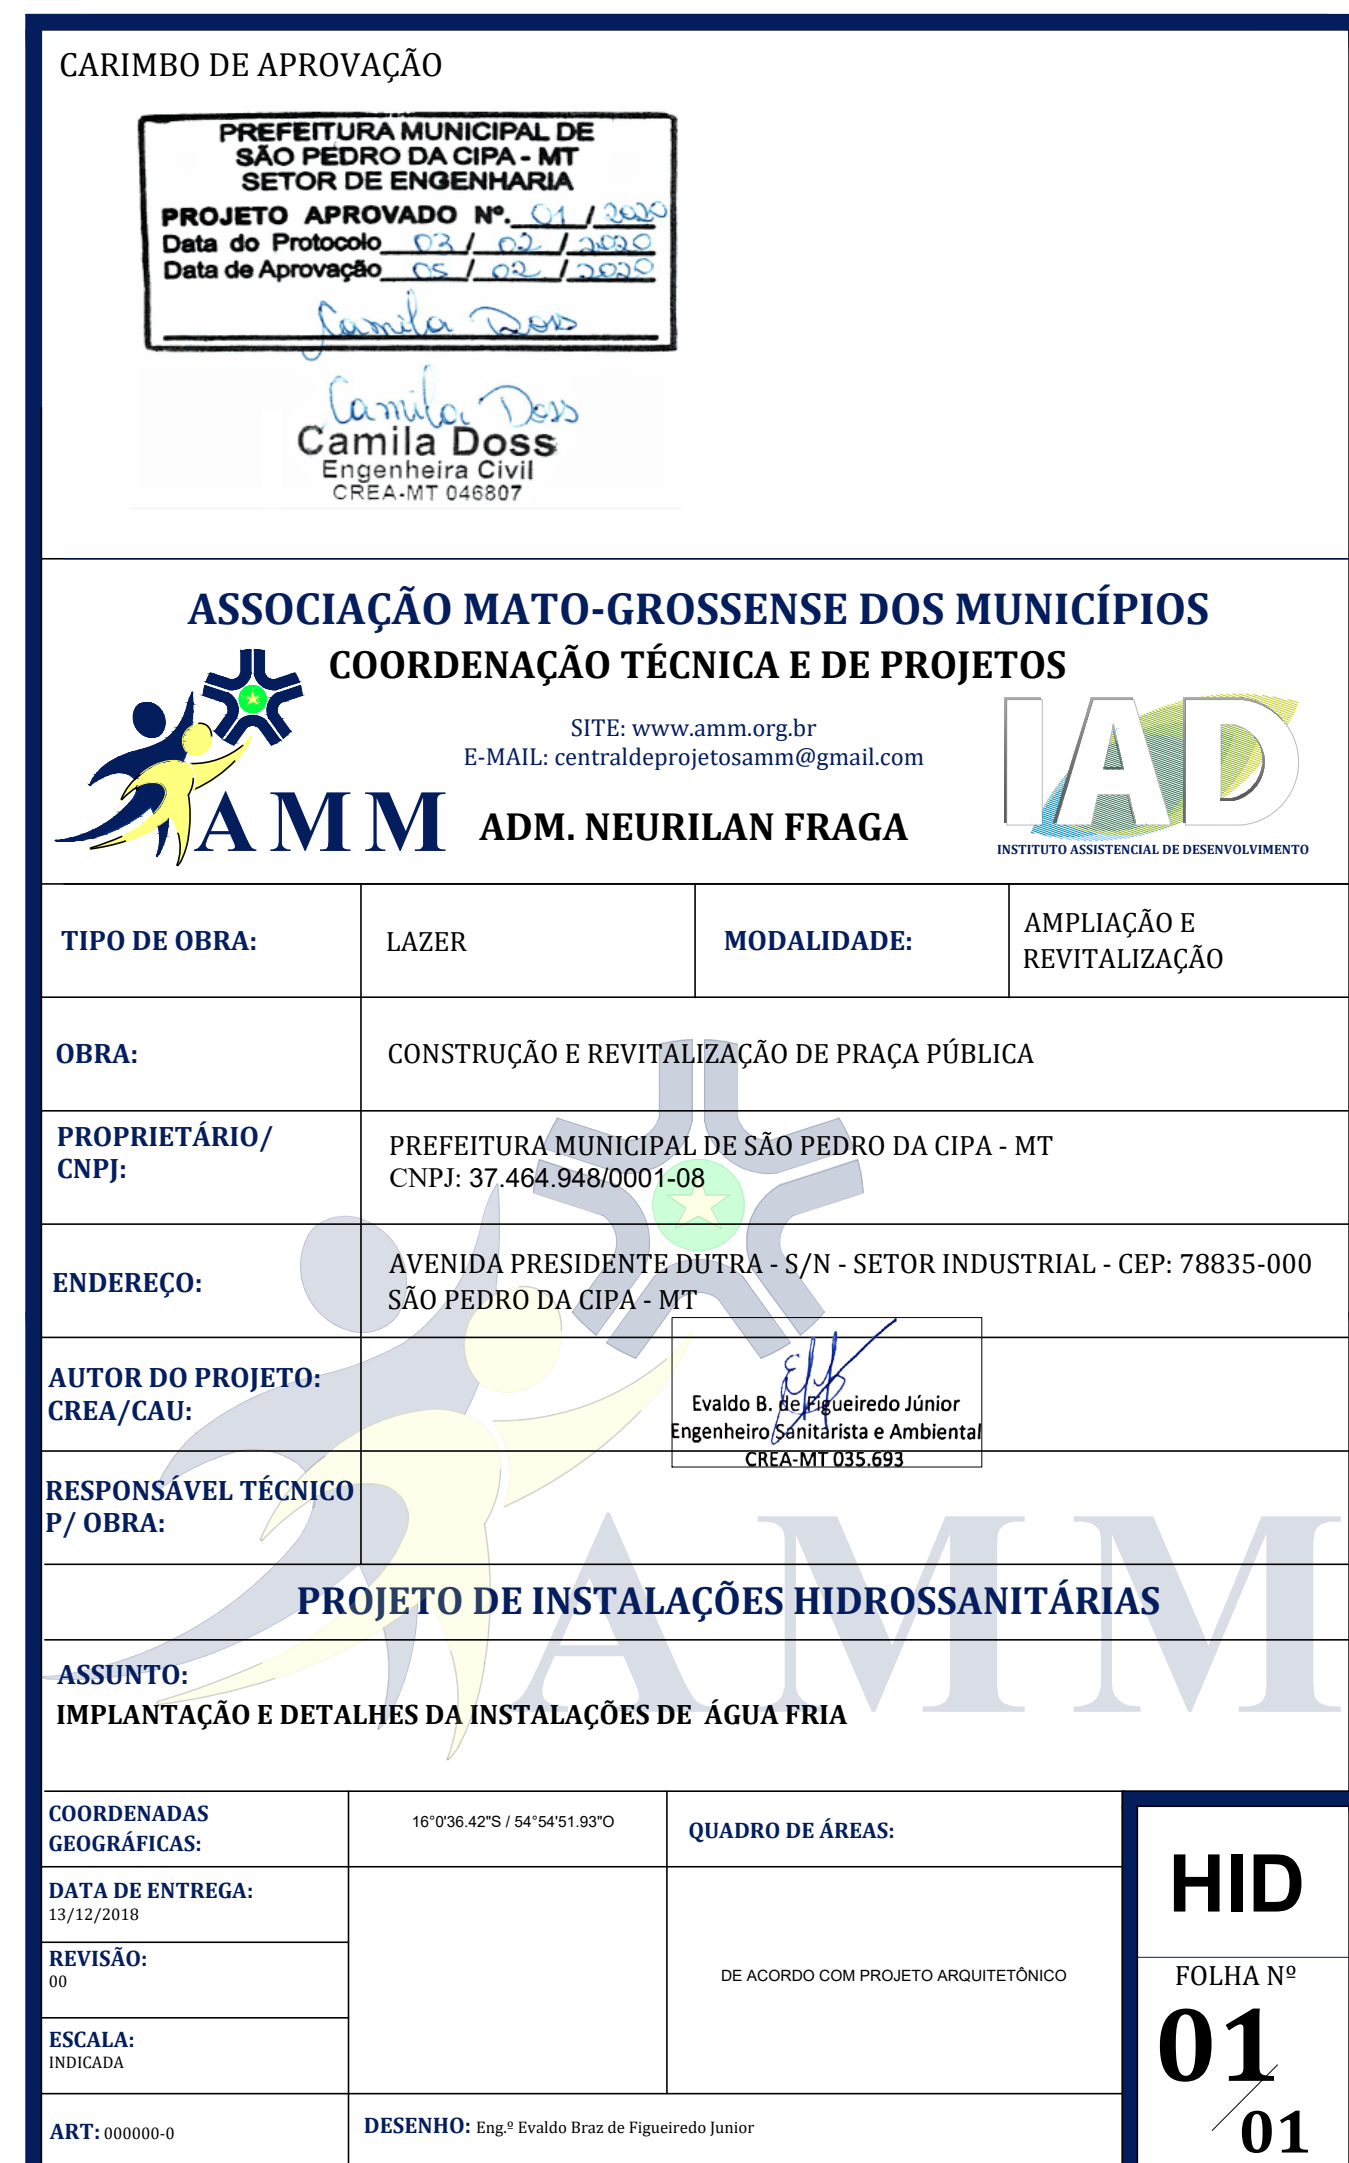 CARIMBO DE APROVAÇÃO
PREFEITURA MUNICIPAL DE
SÃO PEDRO DA CIPA - MT
SETOR DE ENGENHARIA
PROJETO APROVADO Nº. 01 / 2020
Data do Protocolo 03 / 02 / 2020
Data de Aprovação 05 / 02 / 2020
Camila Doss
Camila Doss
Camila Doss
Engenheira Civil
CREA-MT 046807
ASSOCIAÇÃO MATO-GROSSENSE DOS MUNICÍPIOS
COORDENAÇÃO TÉCNICA E DE PROJETOS
SITE: www.amm.org.br
E-MAIL: centraldeprojetosamm@gmail.com
AMM
ADM. NEURILAN FRAGA
IAD
INSTITUTO ASSISTENCIAL DE DESENVOLVIMENTO
TIPO DE OBRA: LAZER MODALIDADE: AMPLIAÇÃO E
REVITALIZAÇÃO
OBRA: CONSTRUÇÃO E REVITALIZAÇÃO DE PRAÇA PÚBLICA
PROPRIETÁRIO/
CNPJ:
PREFEITURA MUNICIPAL DE SÃO PEDRO DA CIPA - MT
CNPJ: 37.464.948/0001-08
ENDEREÇO:
AVENIDA PRESIDENTE DUTRA - S/N - SETOR INDUSTRIAL - CEP: 78835-000
SÃO PEDRO DA CIPA - MT
AUTOR DO PROJETO:
CREA/CAU:
Evaldo B. de Figueiredo Júnior
Engenheiro Sanitarista e Ambiental
CREA-MT 035.693
RESPONSÁVEL TÉCNICO
P/ OBRA:
AMM
PROJETO DE INSTALAÇÕES HIDROSSANITÁRIAS
ASSUNTO:
IMPLANTAÇÃO E DETALHES DA INSTALAÇÕES DE ÁGUA FRIA
COORDENADAS
GEOGRÁFICAS:
16°0'36.42"S / 54°54'51.93"O
QUADRO DE ÁREAS:
DATA DE ENTREGA:
13/12/2018
REVISÃO:
00
ESCALA:
INDICADA
DE ACORDO COM PROJETO ARQUITETÔNICO
HID
FOLHA Nº
01
01
ART: 000000-0
DESENHO: Eng.º Evaldo Braz de Figueiredo Junior